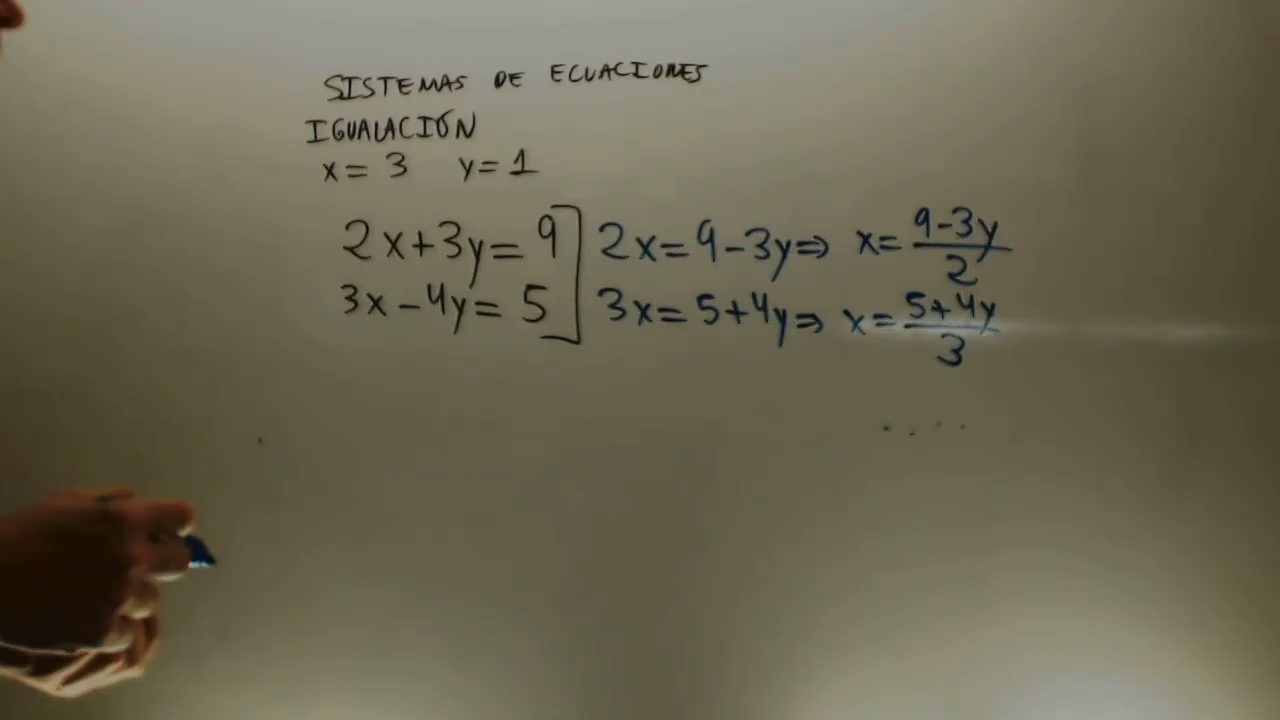 SISTEMAS DE ECUACIONES
IGUALACIÓN
x = 3 y = 1
2x+3y = 9 ] 2x = 9-3y ⇒ x = 9-3y / 2
3x-4y = 5 ] 3x = 5+4y ⇒ x = 5+4y / 3